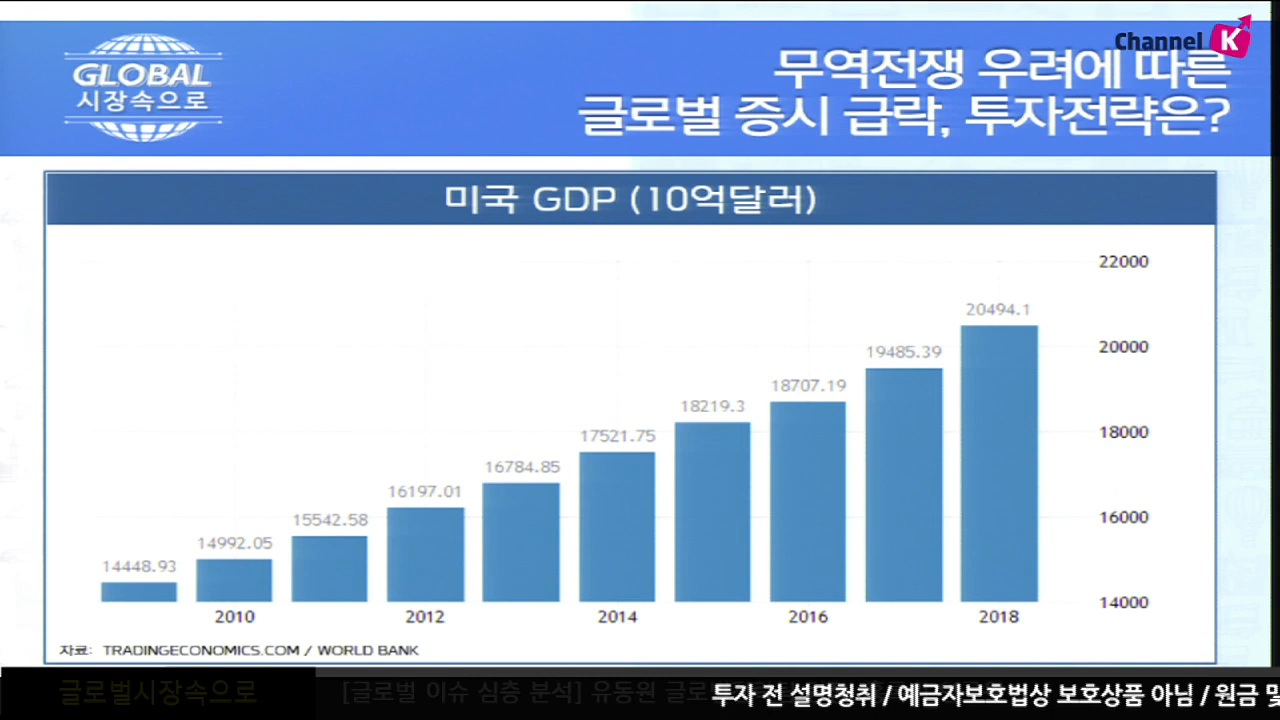 Channel K
GLOBAL
시장속으로
무역전쟁 우려에 따른
글로벌 증시 급락, 투자전략은?
미국 GDP (10억달러)
22000
20494.1
20000
19485.39
18707.19
18219.3
18000
17521.75
16784.85
16197.01
15542.58
16000
14992.05
14448.93
14000
2010
2012
2014
2016
2018
자료: TRADINGECONOMICS.COM / WORLD BANK
글로벌시장속으로
[글로벌 이슈 심층 분석] 유동원 글로
투자 전 설명청취 / 예금자보호법상 보호상품 아님 / 원금 및